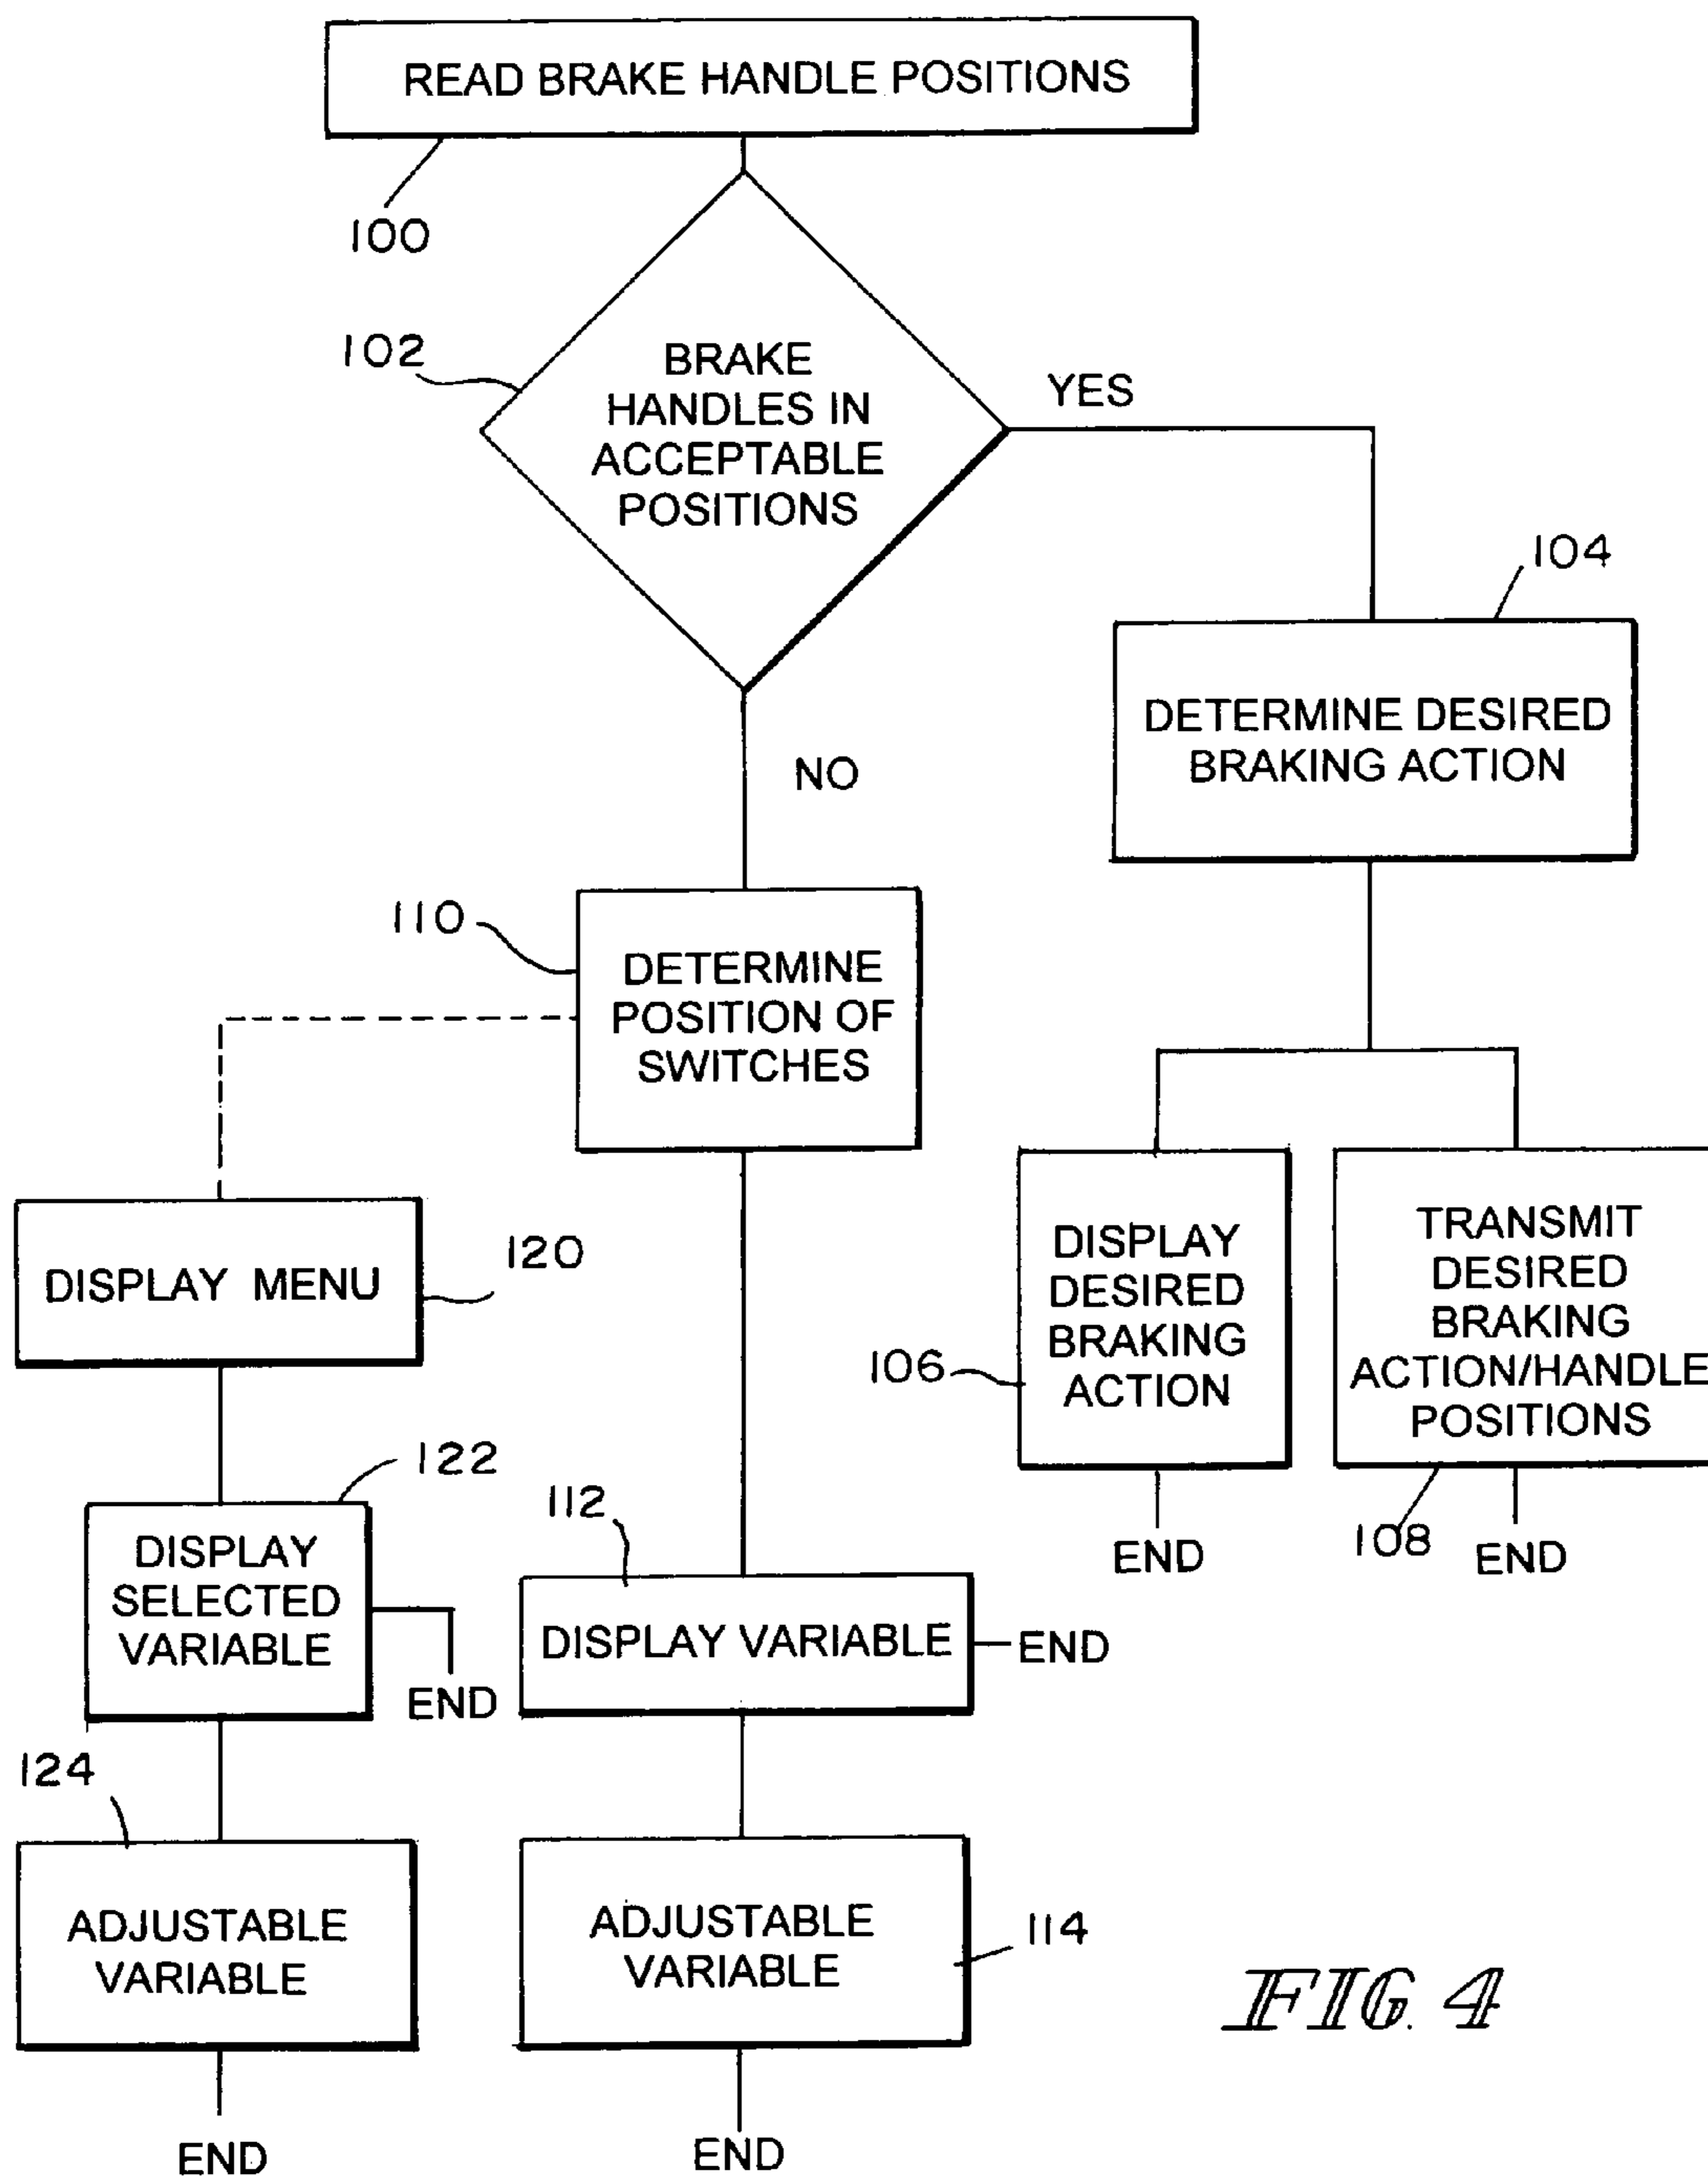 READ BRAKE HANDLE POSITIONS
100
102
BRAKE
HANDLES IN
ACCEPTABLE
POSITIONS
YES
104
DETERMINE DESIRED
BRAKING ACTION
NO
110
DETERMINE
POSITION OF
SWITCHES
DISPLAY MENU
120
DISPLAY
DESIRED
BRAKING
ACTION
106
END
TRANSMIT
DESIRED
BRAKING
ACTION/HANDLE
POSITIONS
108
END
122
DISPLAY
SELECTED
VARIABLE
END
112
DISPLAY VARIABLE
END
124
ADJUSTABLE
VARIABLE
END
ADJUSTABLE
VARIABLE
114
END
FIG. 4